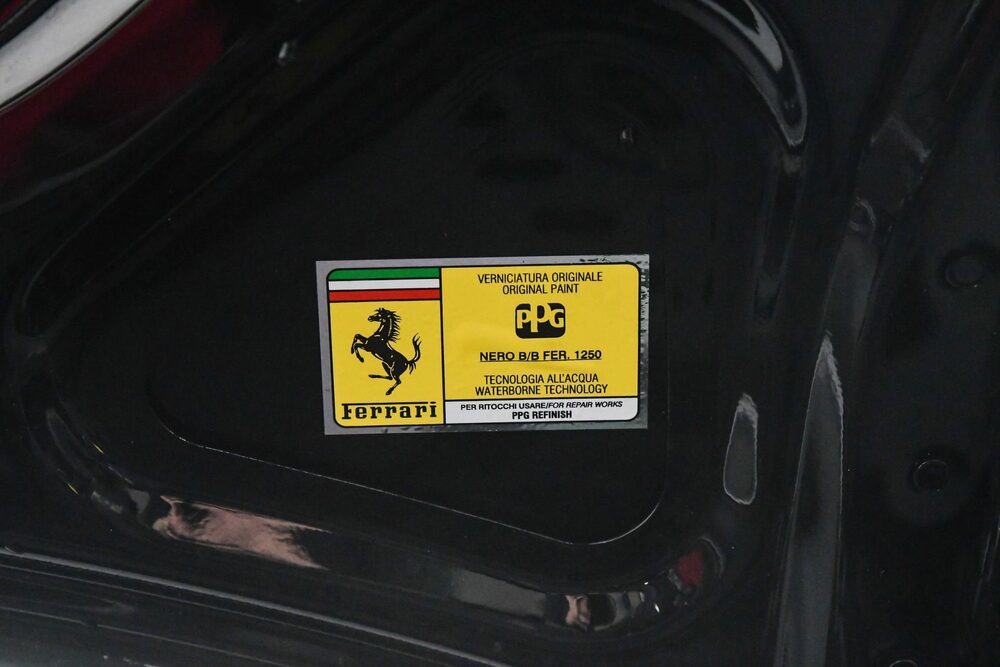 VERNICIATURA ORIGINALE
ORIGINAL PAINT
PPG
NERO B/B FER. 1250
TECNOLOGIA ALL'ACQUA
WATERBORNE TECHNOLOGY
PER RITOCCHI USARE/FOR REPAIR WORKS
PPG REFINISH
Ferrari